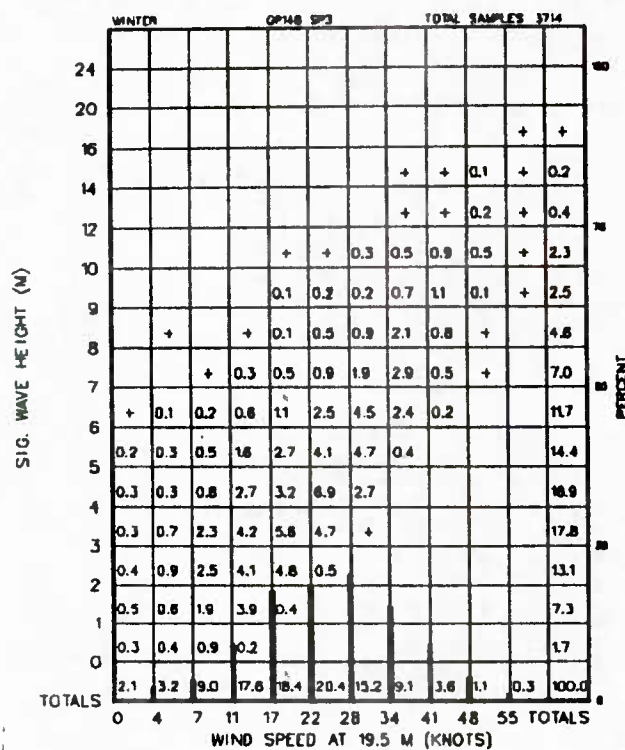 WINTER OP148 SP3 TOTAL SAMPLES 3714
24 100
20
+ +
16
+ + 0.1 + 0.2
14
+ + 0.2 + 0.4
12 75
+ + 0.3 0.5 0.9 0.5 + 2.3
10
0.1 0.2 0.2 0.7 1.1 0.1 + 2.5
9
+ + 0.1 0.5 0.9 2.1 0.8 + 4.6
8
+ 0.3 0.5 0.9 1.9 2.9 0.5 + 7.0
7
+ 0.1 0.2 0.6 1.1 2.5 4.5 2.4 0.2 11.7
6
0.2 0.3 0.5 1.6 2.7 4.1 4.7 0.4 14.4
5
0.3 0.3 0.8 2.7 3.2 6.9 2.7 16.9
4
0.3 0.7 2.3 4.2 5.6 4.7 + 17.8
3
0.4 0.9 2.5 4.1 4.8 0.5 13.1
2
0.5 0.6 1.9 3.9 0.4 7.3
1
0.3 0.4 0.9 0.2 1.7
0
2.1 3.2 9.0 17.6 18.4 20.4 15.2 9.1 3.6 1.1 0.3 100.0
TOTALS 0
0 4 7 11 17 22 28 34 41 48 55 TOTALS
WIND SPEED AT 19.5 M (KNOTS)
SIG. WAVE HEIGHT (M)
PERCENT